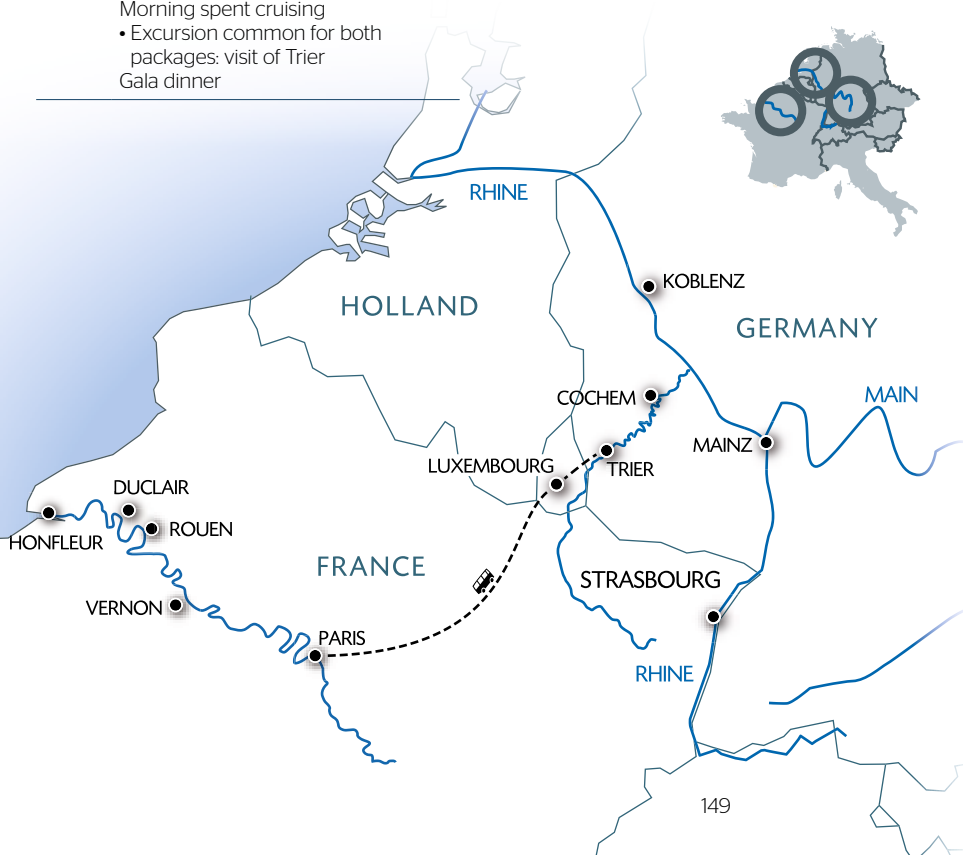 Morning spent cruising
• Excursion common for both
packages: visit of Trier
Gala dinner
RHINE
KOBLENZ
HOLLAND
GERMANY
COCHEM
MAIN
MAINZ
LUXEMBOURG
TRIER
DUCLAIR
ROUEN
HONFLEUR
FRANCE
STRASBOURG
VERNON
PARIS
RHINE
149